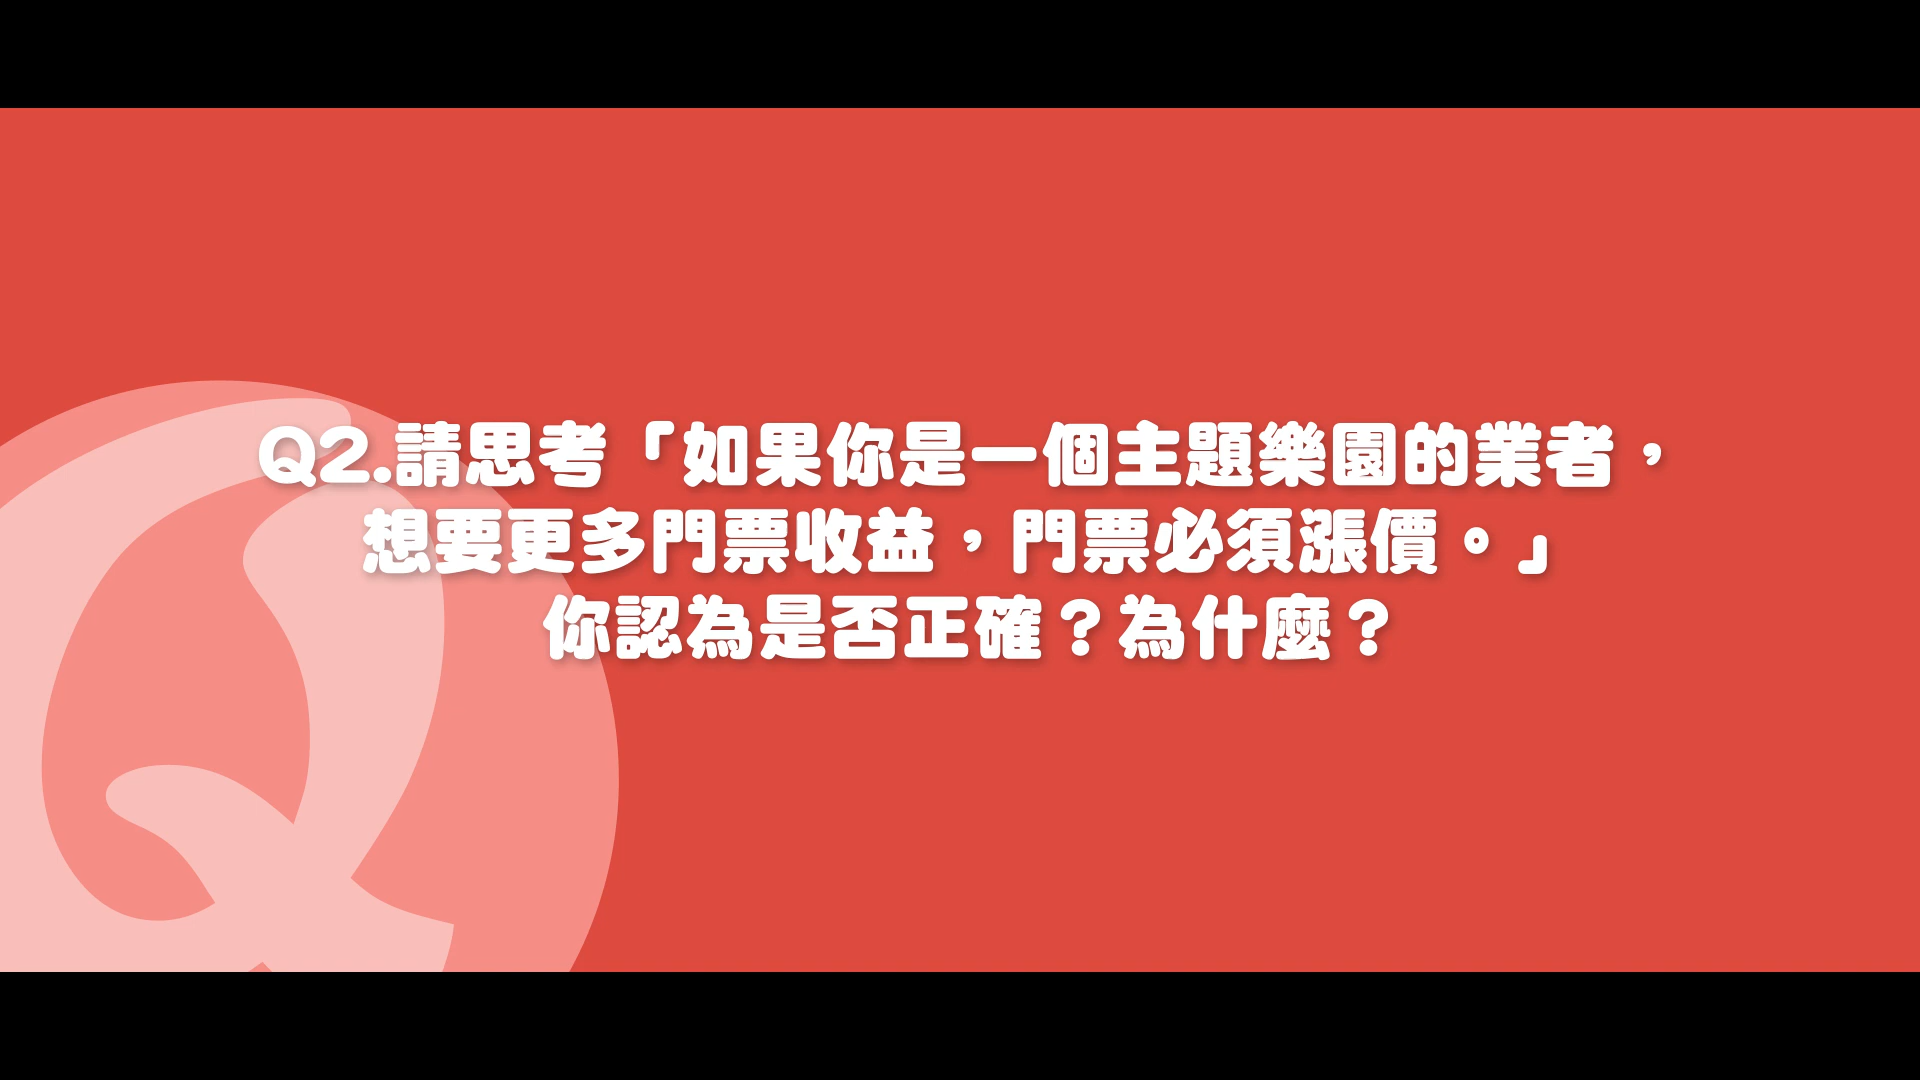 Q2.請思考「如果你是一個主題樂園的業者，
想要更多門票收益，門票必須漲價。」
你認為是否正確？為什麼？